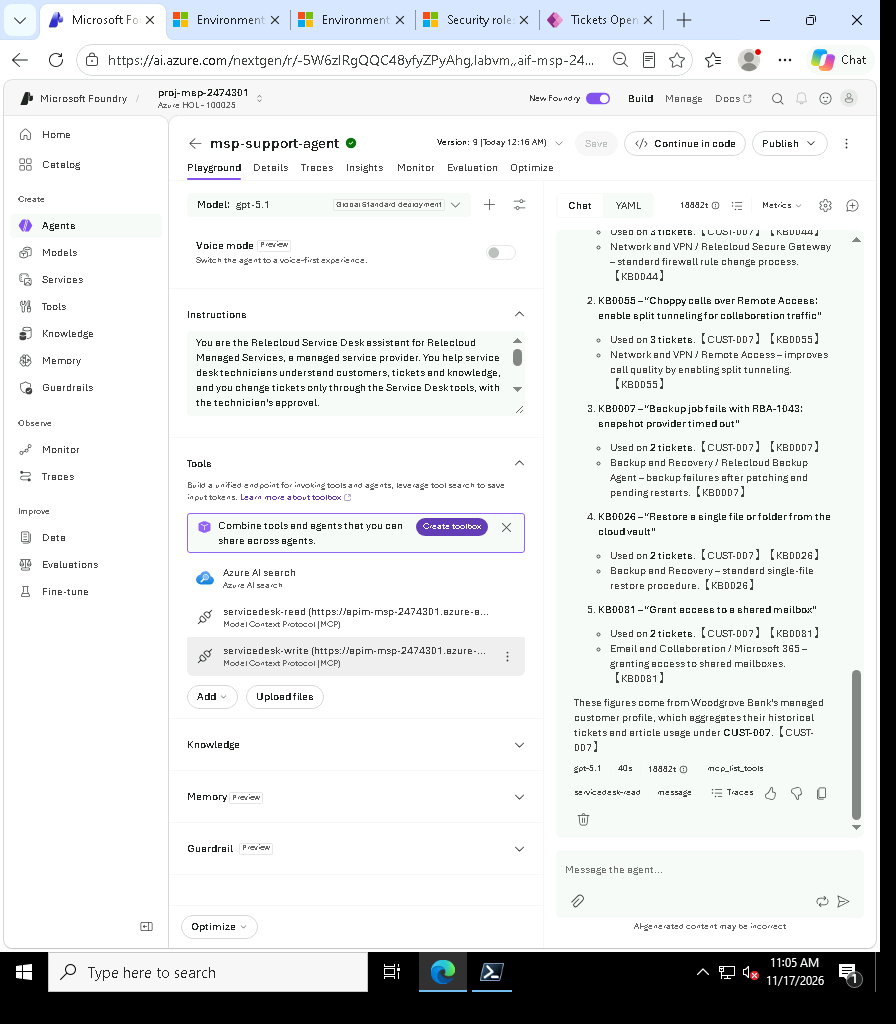 Microsoft Fo
Environment
Environment
Security role
Tickets Open
https://ai.azure.com/nextgen/r/-5W6zIRgQQC48yfyZPyAhg,labvm,,aif-msp-24...
Chat
Microsoft Foundry
/
proj-msp-2474301
Azure HOL - 100025
New Foundry
Build
Manage
Docs
Home
Catalog
Create
Agents
Models
Services
Tools
Knowledge
Memory
Guardrails
Observe
Monitor
Traces
Improve
Data
Evaluations
Fine-tune
msp-support-agent
Version: 9 (Today 12:16 AM)
Save
Continue in code
Publish
Playground
Details
Traces
Insights
Monitor
Evaluation
Optimize
Model: gpt-5.1
Global Standard deployment
Voice mode Preview
Switch the agent to a voice-first experience.
Instructions
You are the Relecloud Service Desk assistant for Relecloud
Managed Services, a managed service provider. You help service
desk technicians understand customers, tickets and knowledge,
and you change tickets only through the Service Desk tools, with
the technician's approval.
Tools
Build a unified endpoint for invoking tools and agents, leverage tool search to save
input tokens. Learn more about toolbox
Combine tools and agents that you can
share across agents.
Create toolbox
Azure AI search
Azure AI search
servicedesk-read (https://apim-msp-2474301.azure-a...
Model Context Protocol (MCP)
servicedesk-write (https://apim-msp-2474301.azure-...
Model Context Protocol (MCP)
Add
Upload files
Knowledge
Memory Preview
Guardrail Preview
Optimize
Chat
YAML
18882t
Metrics
Used on 3 tickets.【CUST-007】【KB0044】
Network and VPN / Relecloud Secure Gateway
– standard firewall rule change process.
【KB0044】
2. KB0055 – "Choppy calls over Remote Access:
enable split tunneling for collaboration traffic"
Used on 3 tickets.【CUST-007】【KB0055】
Network and VPN / Remote Access – improves
call quality by enabling split tunneling.
【KB0055】
3. KB0007 – "Backup job fails with RBA-1043:
snapshot provider timed out"
Used on 2 tickets.【CUST-007】【KB0007】
Backup and Recovery / Relecloud Backup
Agent – backup failures after patching and
pending restarts.【KB0007】
4. KB0026 – "Restore a single file or folder from the
cloud vault"
Used on 2 tickets.【CUST-007】【KB0026】
Backup and Recovery – standard single-file
restore procedure.【KB0026】
5. KB0081 – "Grant access to a shared mailbox"
Used on 2 tickets.【CUST-007】【KB0081】
Email and Collaboration / Microsoft 365 –
granting access to shared mailboxes.
【KB0081】
These figures come from Woodgrove Bank's managed
customer profile, which aggregates their historical
tickets and article usage under CUST-007.【CUST-
007】
gpt-5.1
40s
18882t
mcp_list_tools
servicedesk-read
message
Traces
Message the agent...
AI-generated content may be incorrect
Type here to search
11:05 AM
11/17/2026
1